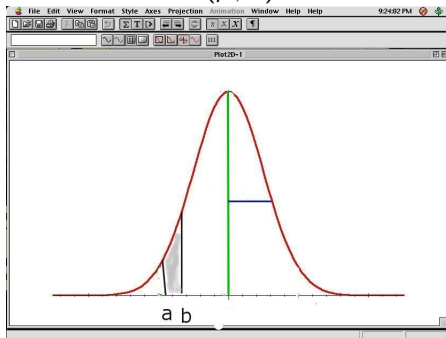 File Edit View Format Style Axes Projection Animation Window Help Help 9:24:02 PM
Plot2D-1
a b